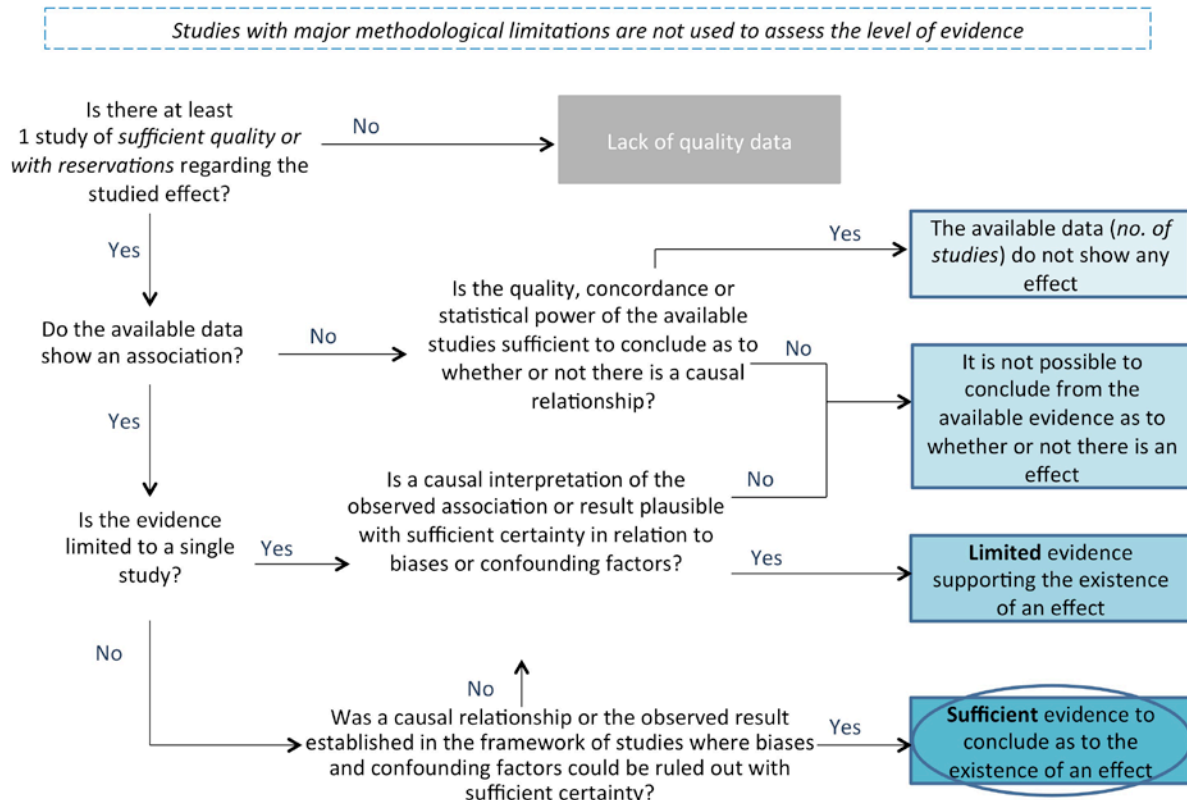 Studies with major methodological limitations are not used to assess the level of evidence
Is there at least
1 study of sufficient quality or
with reservations regarding the
studied effect?
No
Lack of quality data
Yes
Yes
The available data (no. of
studies) do not show any
effect
Do the available data
show an association?
No
Is the quality, concordance or
statistical power of the available
studies sufficient to conclude as to
whether or not there is a causal
relationship?
No
It is not possible to
conclude from the
available evidence as to
whether or not there is an
effect
Yes
Is the evidence
limited to a single
study?
Yes
Is a causal interpretation of the
observed association or result plausible
with sufficient certainty in relation to
biases or confounding factors?
No
Yes
Limited evidence
supporting the existence
of an effect
No
No
Was a causal relationship or the observed result
established in the framework of studies where biases
and confounding factors could be ruled out with
sufficient certainty?
Yes
Sufficient evidence to
conclude as to the
existence of an effect